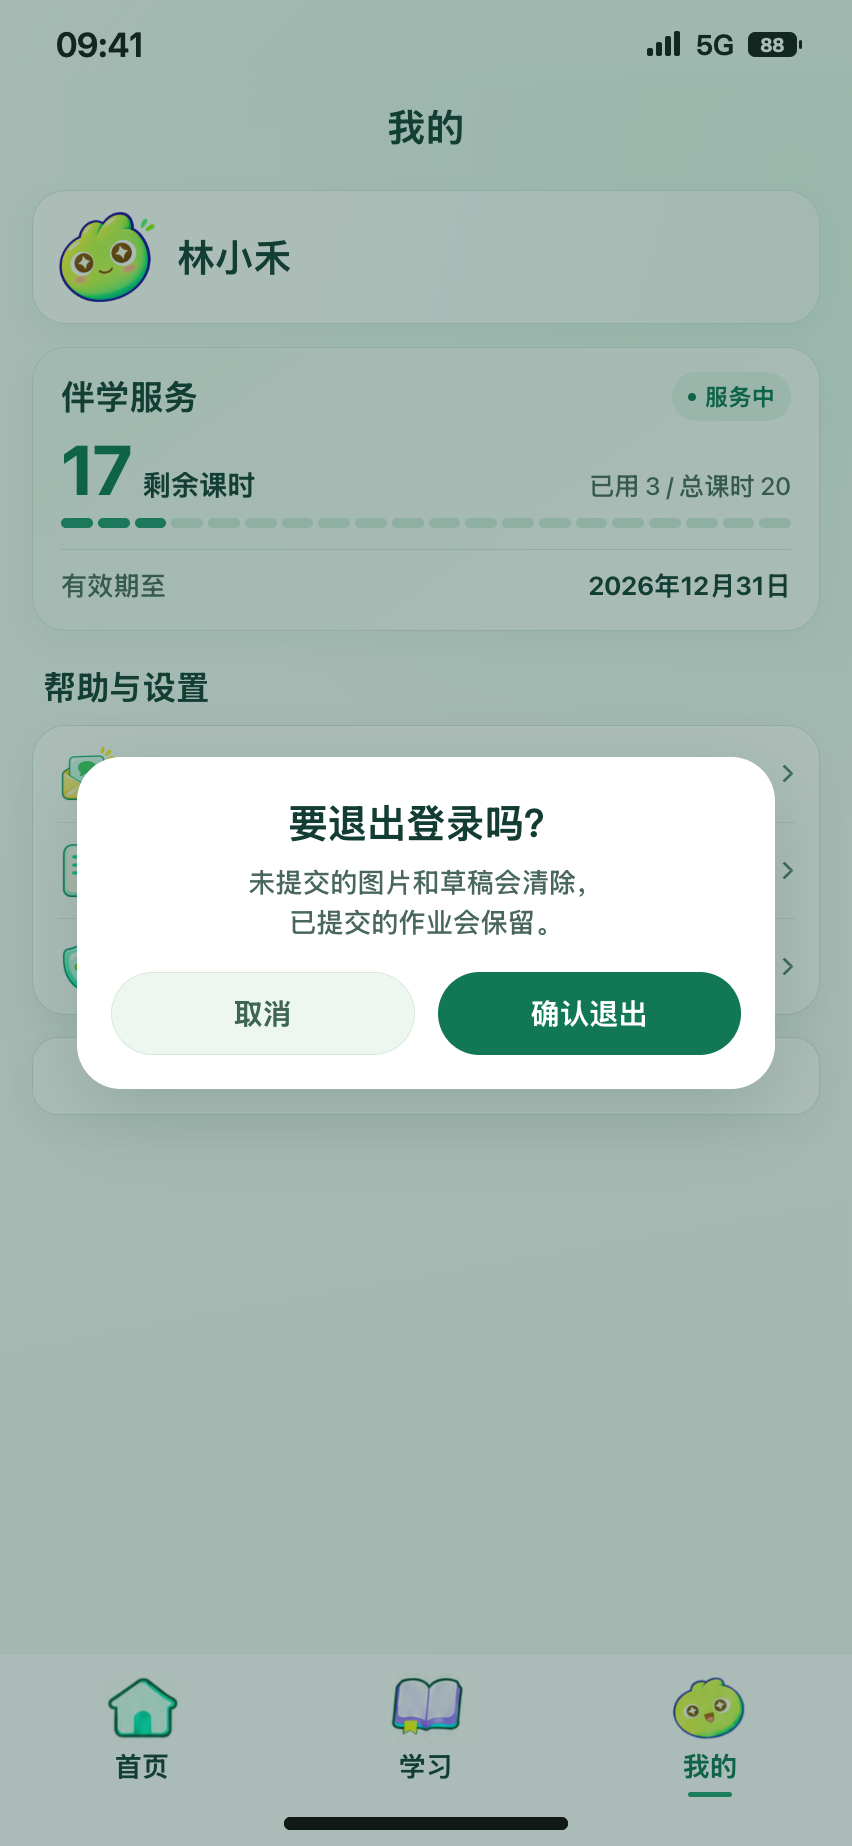 09:41
5G 88
我的
林小禾
伴学服务
服务中
17 剩余课时
已用 3 / 总课时 20
有效期至
2026年12月31日
帮助与设置
要退出登录吗?
未提交的图片和草稿会清除，
已提交的作业会保留。
取消
确认退出
首页
学习
我的